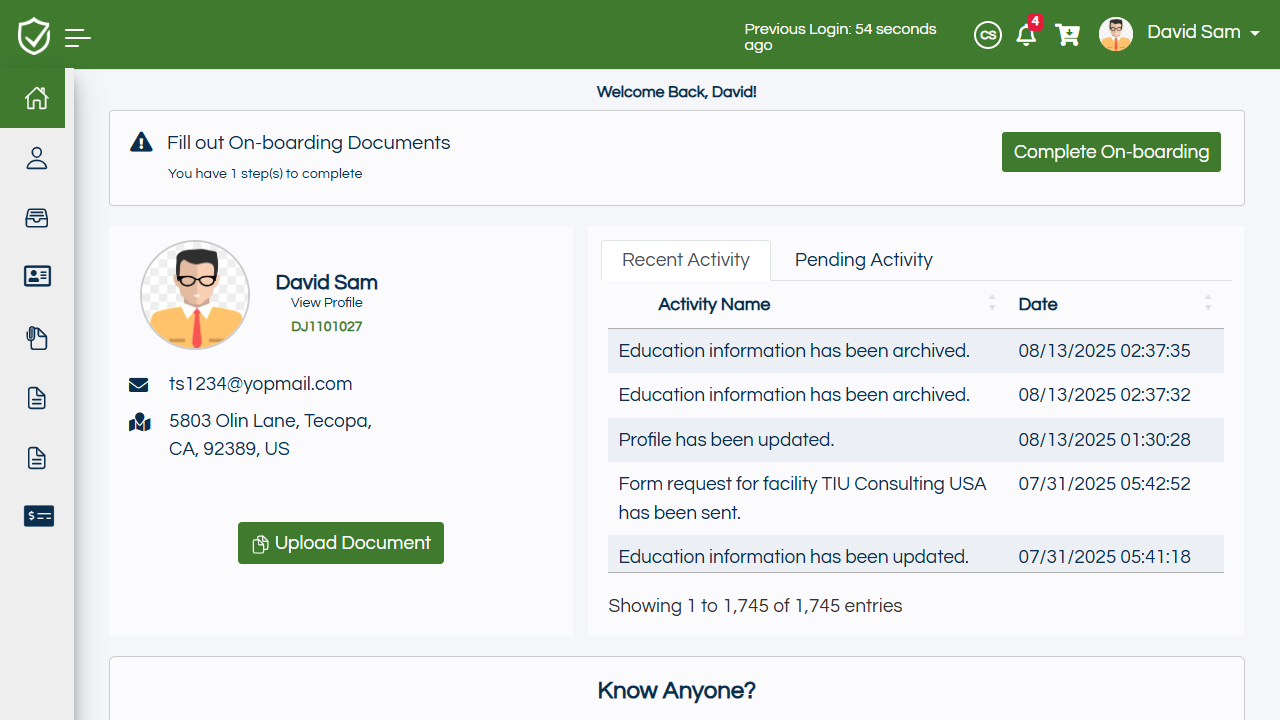 Previous Login: 54 seconds
ago
CS
4
David Sam
Welcome Back, David!
Fill out On-boarding Documents
You have 1 step(s) to complete
Complete On-boarding
David Sam
View Profile
DJ1101027
ts1234@yopmail.com
5803 Olin Lane, Tecopa,
CA, 92389, US
Upload Document
Recent Activity Pending Activity
Activity Name Date
Education information has been archived. 08/13/2025 02:37:35
Education information has been archived. 08/13/2025 02:37:32
Profile has been updated. 08/13/2025 01:30:28
Form request for facility TIU Consulting USA 07/31/2025 05:42:52
has been sent.
Education information has been updated. 07/31/2025 05:41:18
Showing 1 to 1,745 of 1,745 entries
Know Anyone?